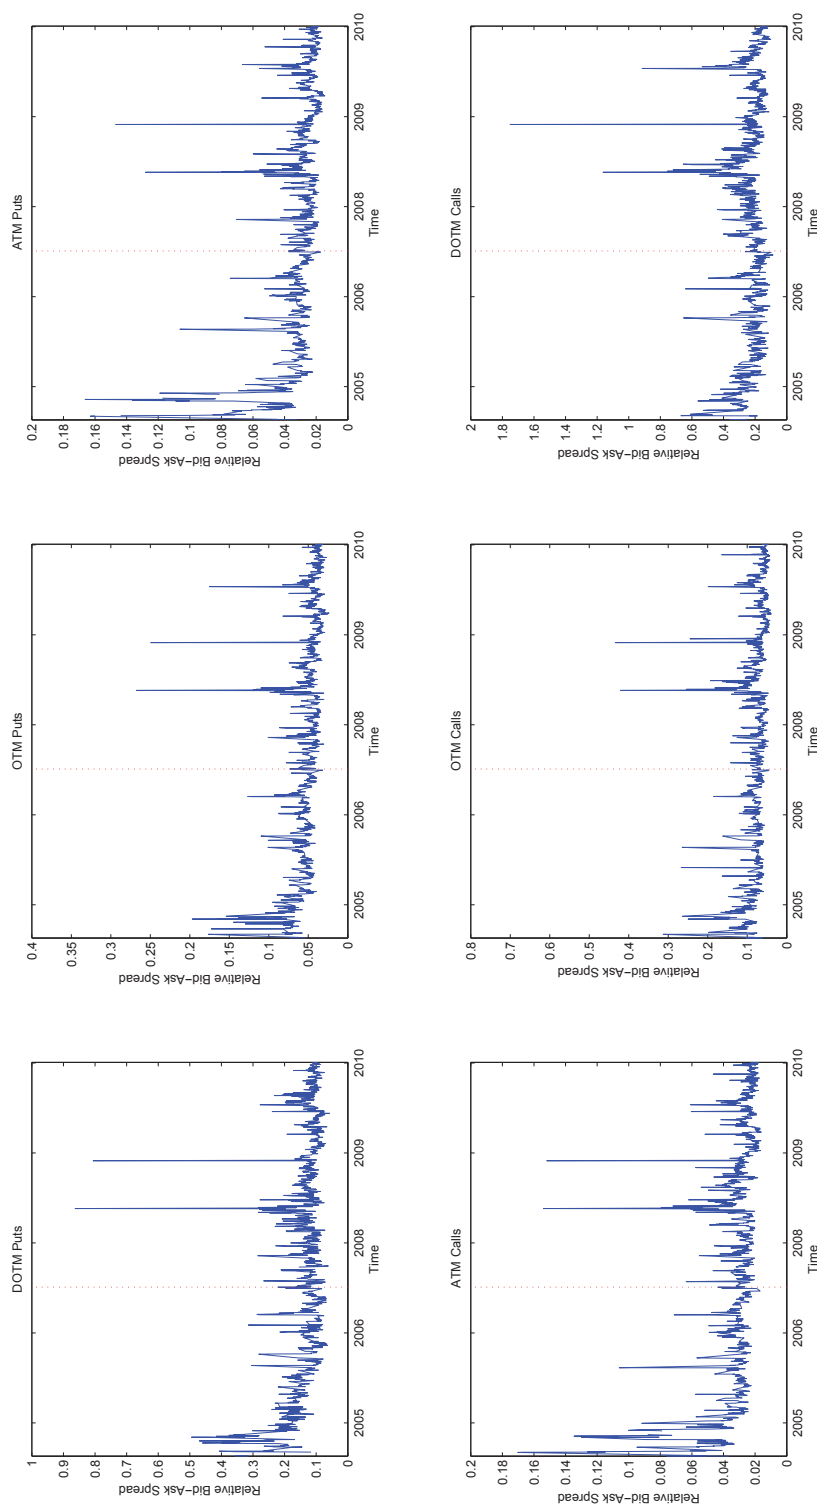 DOTM Puts
Relative Bid−Ask Spread
1
0.9
0.8
0.7
0.6
0.5
0.4
0.3
0.2
0.1
0
2005 2006 2008 2009 2010
Time
OTM Puts
Relative Bid−Ask Spread
0.4
0.35
0.3
0.25
0.2
0.15
0.1
0.05
0
2005 2006 2008 2009 2010
Time
ATM Puts
Relative Bid−Ask Spread
0.2
0.18
0.16
0.14
0.12
0.1
0.08
0.06
0.04
0.02
0
2005 2006 2008 2009 2010
Time
ATM Calls
Relative Bid−Ask Spread
0.2
0.18
0.16
0.14
0.12
0.1
0.08
0.06
0.04
0.02
0
2005 2006 2008 2009 2010
Time
OTM Calls
Relative Bid−Ask Spread
0.8
0.7
0.6
0.5
0.4
0.3
0.2
0.1
0
2005 2006 2008 2009 2010
Time
DOTM Calls
Relative Bid−Ask Spread
2
1.8
1.6
1.4
1.2
1
0.8
0.6
0.4
0.2
0
2005 2006 2008 2009 2010
Time